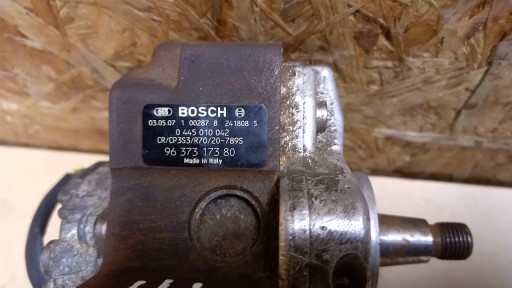 BOSCH
03.05.07 1 00287 8 241808 5
0 445 010 042
CR/CP3S3/R70/20-789S
96 373 173 80
Made in Italy